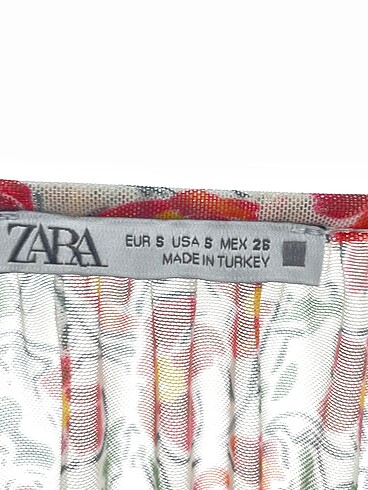 ZARA
EUR S USA S MEX 26
MADE IN TURKEY